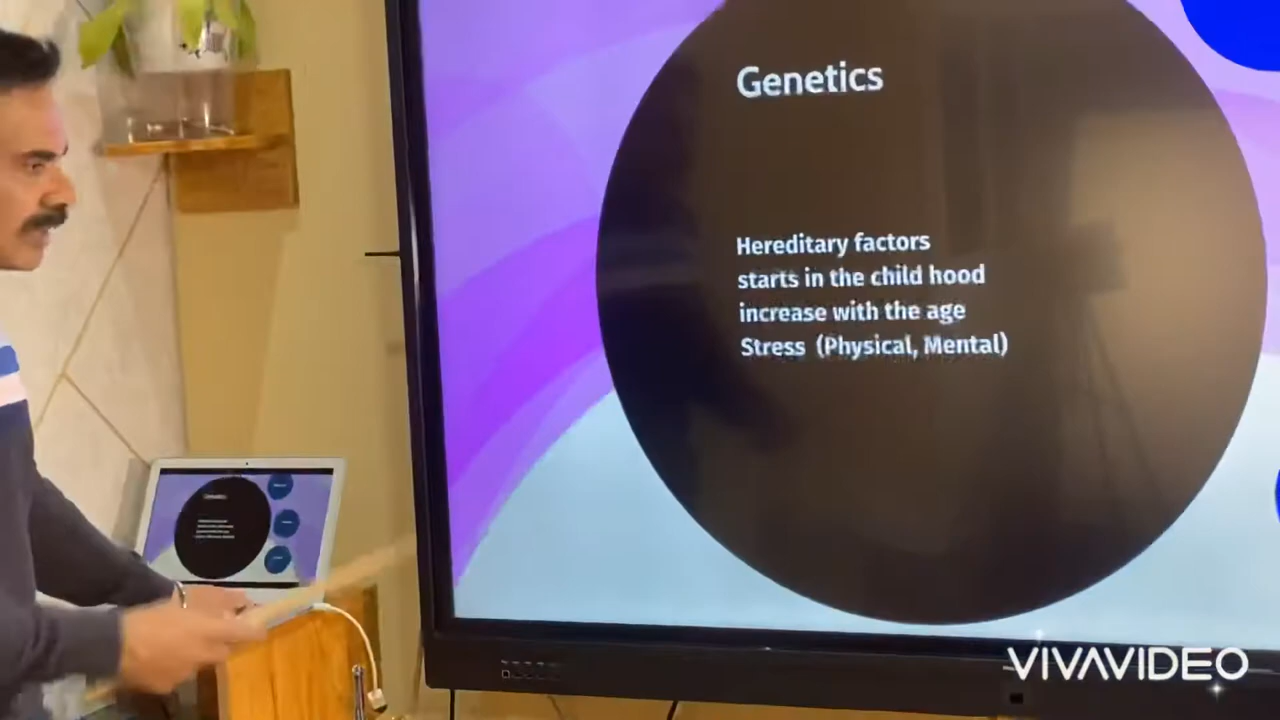 Genetics
Hereditary factors
starts in the child hood
increase with the age
Stress (Physical, Mental)
VIVAVIDEO